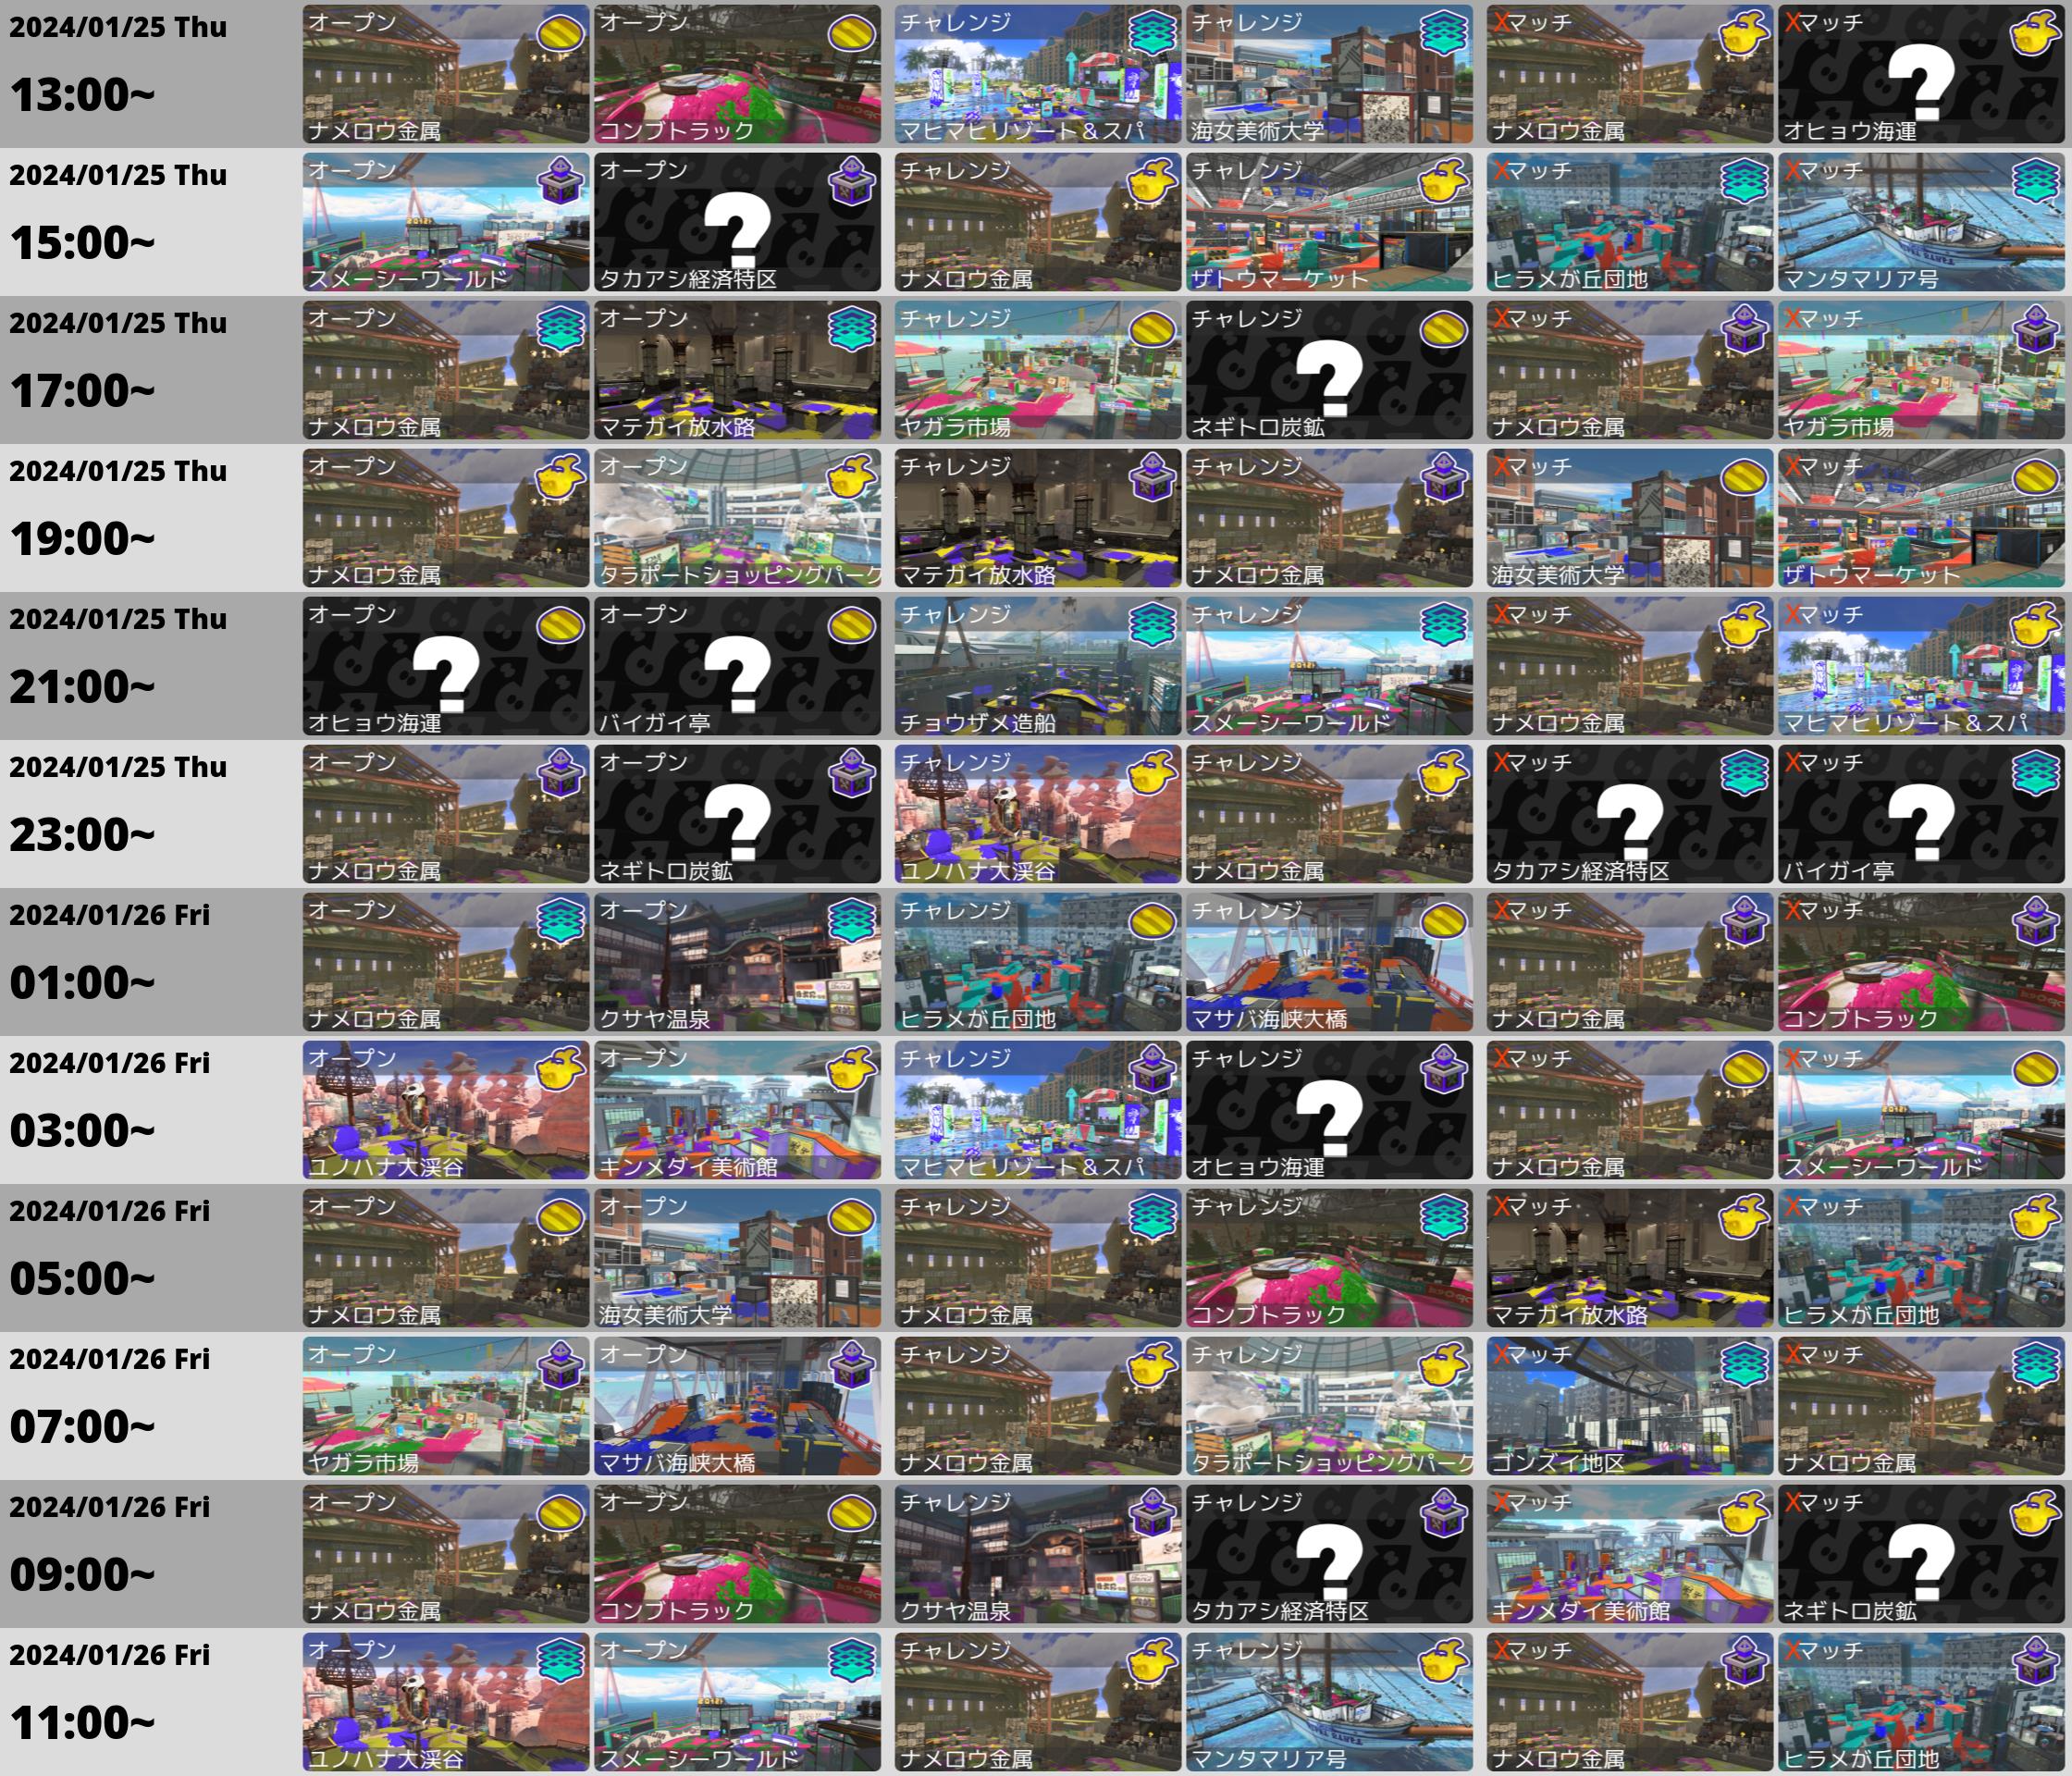 2024/01/25 Thu
13:00~
オープン オープン チャレンジ チャレンジ Xマッチ Xマッチ
ナメロウ金属 コンブトラック マヒマヒリゾート＆スパ 海女美術大学 ナメロウ金属 オヒョウ海運
2024/01/25 Thu
15:00~
オープン オープン チャレンジ チャレンジ Xマッチ Xマッチ
スメーシーワールド タカアシ経済特区 ナメロウ金属 ザトウマーケット ヒラメが丘団地 マンタマリア号
2024/01/25 Thu
17:00~
オープン オープン チャレンジ チャレンジ Xマッチ Xマッチ
ナメロウ金属 マテガイ放水路 ヤガラ市場 ネギトロ炭鉱 ナメロウ金属 ヤガラ市場
2024/01/25 Thu
19:00~
オープン オープン チャレンジ チャレンジ Xマッチ Xマッチ
ナメロウ金属 タラポートショッピングパーク マテガイ放水路 ナメロウ金属 海女美術大学 ザトウマーケット
2024/01/25 Thu
21:00~
オープン オープン チャレンジ チャレンジ Xマッチ Xマッチ
オヒョウ海運 バイガイ亭 チョウザメ造船 スメーシーワールド ナメロウ金属 マヒマヒリゾート＆スパ
2024/01/25 Thu
23:00~
オープン オープン チャレンジ チャレンジ Xマッチ Xマッチ
ナメロウ金属 ネギトロ炭鉱 ユノハナ大渓谷 ナメロウ金属 タカアシ経済特区 バイガイ亭
2024/01/26 Fri
01:00~
オープン オープン チャレンジ チャレンジ Xマッチ Xマッチ
ナメロウ金属 クサヤ温泉 ヒラメが丘団地 マサバ海峡大橋 ナメロウ金属 コンブトラック
2024/01/26 Fri
03:00~
オープン オープン チャレンジ チャレンジ Xマッチ Xマッチ
ユノハナ大渓谷 キンメダイ美術館 マヒマヒリゾート＆スパ オヒョウ海運 ナメロウ金属 スメーシーワールド
2024/01/26 Fri
05:00~
オープン オープン チャレンジ チャレンジ Xマッチ Xマッチ
ナメロウ金属 海女美術大学 ナメロウ金属 コンブトラック マテガイ放水路 ヒラメが丘団地
2024/01/26 Fri
07:00~
オープン オープン チャレンジ チャレンジ Xマッチ Xマッチ
ヤガラ市場 マサバ海峡大橋 ナメロウ金属 タラポートショッピングパーク ゴンズイ地区 ナメロウ金属
2024/01/26 Fri
09:00~
オープン オープン チャレンジ チャレンジ Xマッチ Xマッチ
ナメロウ金属 コンブトラック クサヤ温泉 タカアシ経済特区 キンメダイ美術館 ネギトロ炭鉱
2024/01/26 Fri
11:00~
オープン オープン チャレンジ チャレンジ Xマッチ Xマッチ
ユノハナ大渓谷 スメーシーワールド ナメロウ金属 マンタマリア号 ナメロウ金属 ヒラメが丘団地